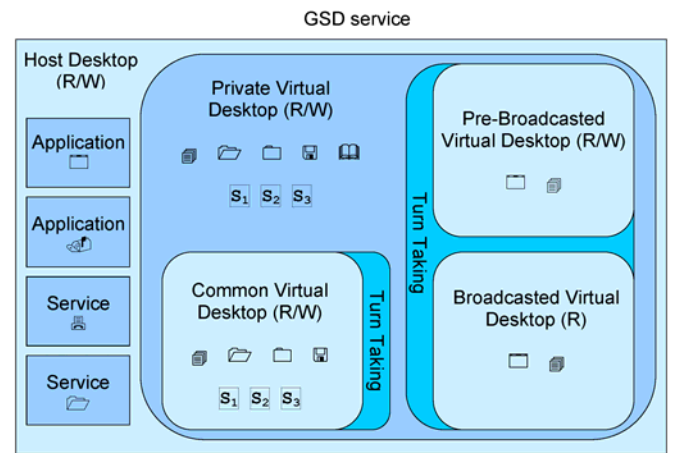 GSD service
Host Desktop
(R/W)
Application
Application
Service
Service
Private Virtual
Desktop (R/W)
S1 S2 S3
Common Virtual
Desktop (R/W)
S1 S2 S3
Turn Taking
Turn Taking
Pre-Broadcasted
Virtual Desktop (R/W)
Broadcasted Virtual
Desktop (R)